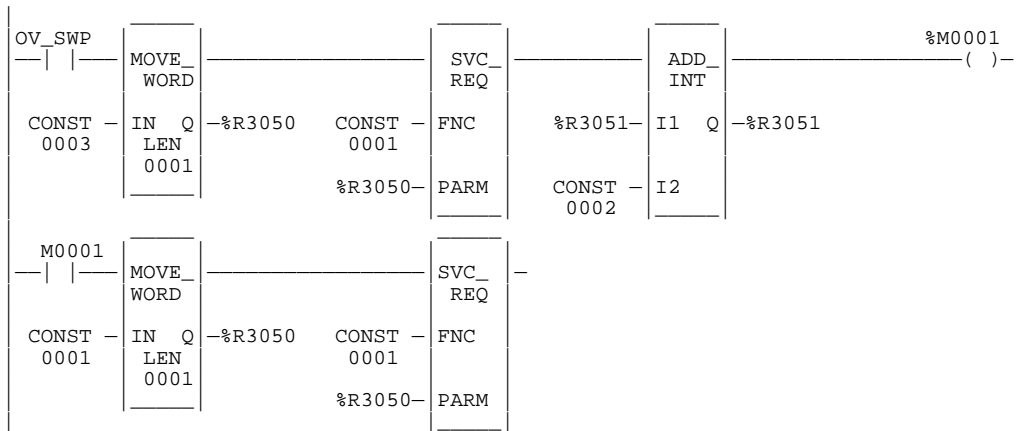 OV_SWP %M0001
MOVE_ SVC_ ADD_
WORD REQ INT
CONST IN Q %R3050 CONST FNC %R3051 I1 Q %R3051
0003 LEN 0001
0001
%R3050 PARM CONST I2
0002
M0001
MOVE_ SVC_
WORD REQ
CONST IN Q %R3050 CONST FNC
0001 LEN 0001
0001
%R3050 PARM